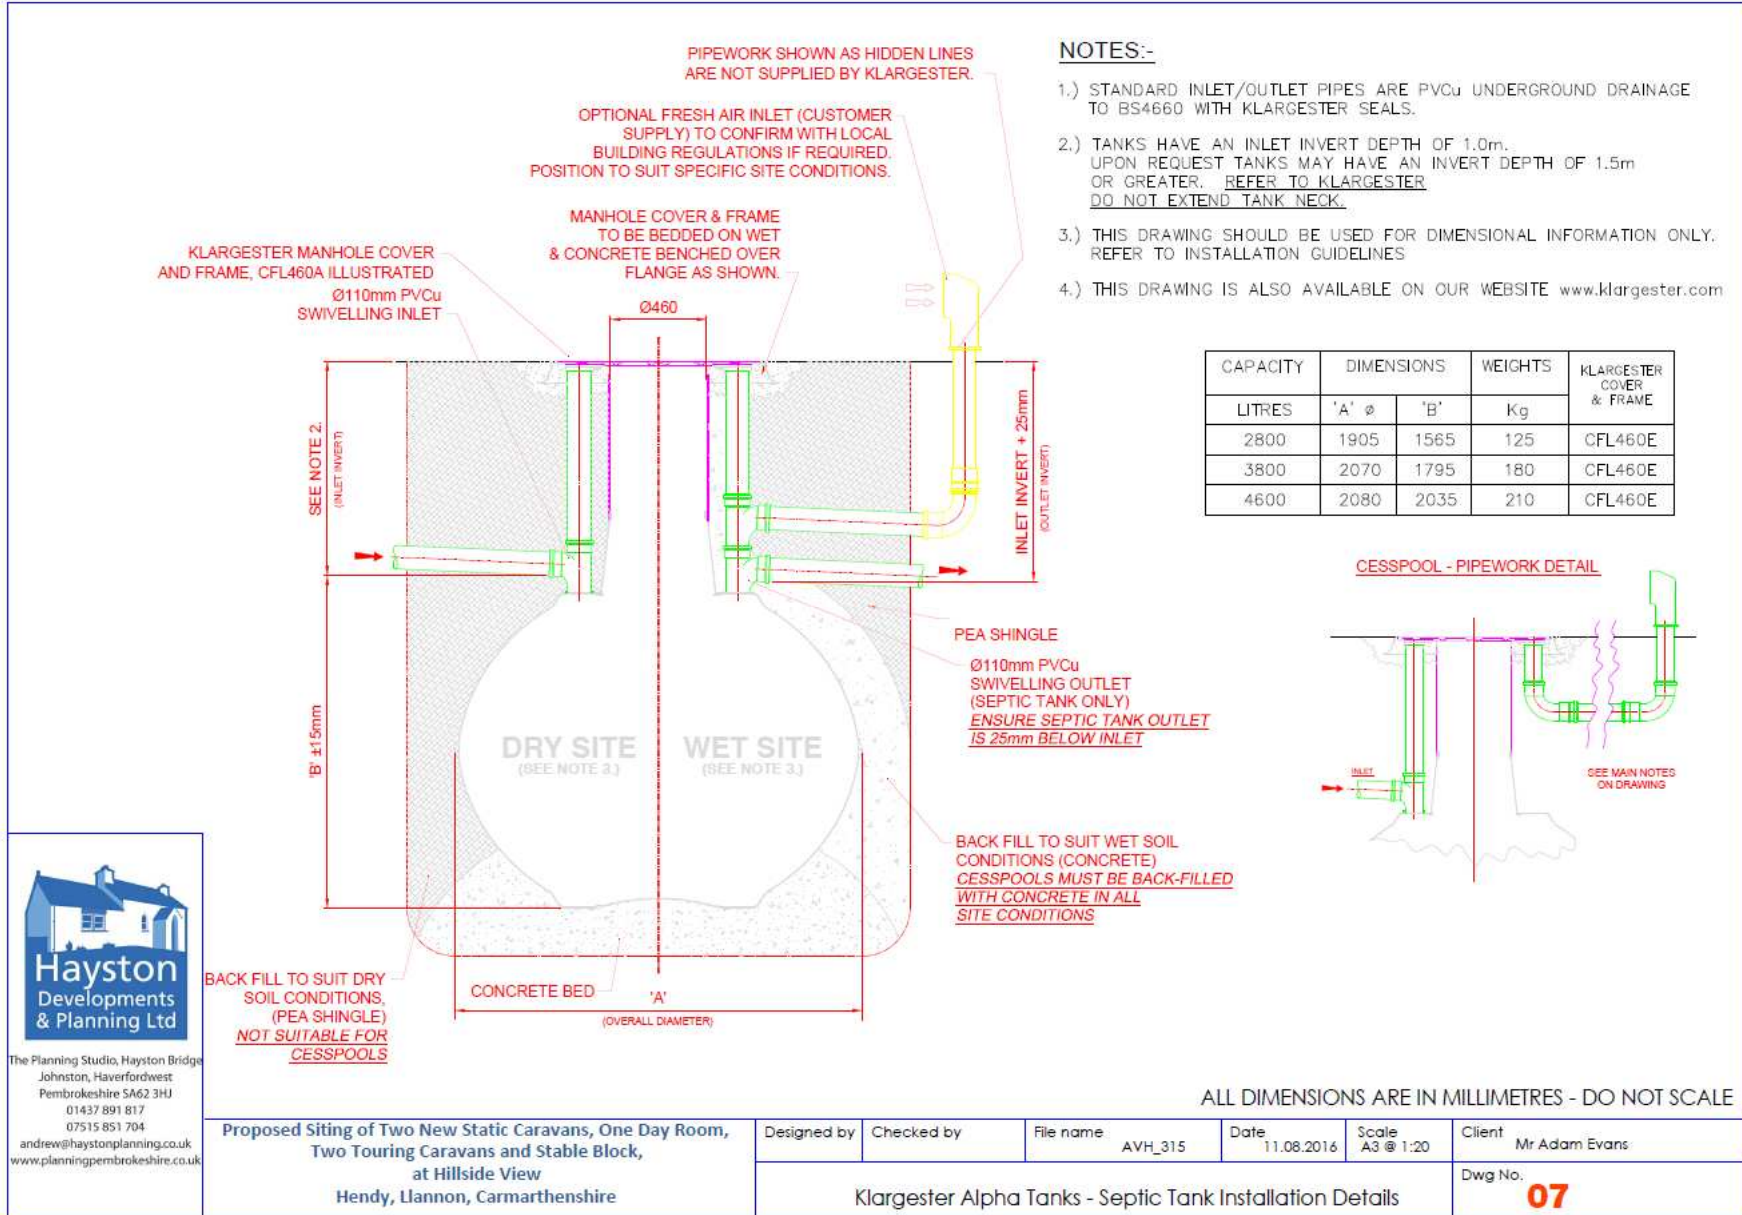 PIPEWORK SHOWN AS HIDDEN LINES
ARE NOT SUPPLIED BY KLARGESTER.
OPTIONAL FRESH AIR INLET (CUSTOMER
SUPPLY) TO CONFIRM WITH LOCAL
BUILDING REGULATIONS IF REQUIRED.
POSITION TO SUIT SPECIFIC SITE CONDITIONS.
MANHOLE COVER & FRAME
TO BE BEDDED ON WET
& CONCRETE BENCHED OVER
FLANGE AS SHOWN.
KLARGESTER MANHOLE COVER
AND FRAME, CFL460A ILLUSTRATED
Ø110mm PVCu
SWIVELLING INLET
Ø460
SEE NOTE 2.
(INLET INVERT)
INLET INVERT + 25mm
(OUTLET INVERT)
'B' ±15mm
DRY SITE
(SEE NOTE 3.)
WET SITE
(SEE NOTE 3.)
PEA SHINGLE
Ø110mm PVCu
SWIVELLING OUTLET
(SEPTIC TANK ONLY)
ENSURE SEPTIC TANK OUTLET
IS 25mm BELOW INLET
BACK FILL TO SUIT WET SOIL
CONDITIONS (CONCRETE)
CESSPOOLS MUST BE BACK-FILLED
WITH CONCRETE IN ALL
SITE CONDITIONS
BACK FILL TO SUIT DRY
SOIL CONDITIONS,
(PEA SHINGLE)
NOT SUITABLE FOR
CESSPOOLS
CONCRETE BED
'A'
(OVERALL DIAMETER)
NOTES:-
1.) STANDARD INLET/OUTLET PIPES ARE PVCu UNDERGROUND DRAINAGE
TO BS4660 WITH KLARGESTER SEALS.
2.) TANKS HAVE AN INLET INVERT DEPTH OF 1.0m.
UPON REQUEST TANKS MAY HAVE AN INVERT DEPTH OF 1.5m
OR GREATER. REFER TO KLARGESTER
DO NOT EXTEND TANK NECK.
3.) THIS DRAWING SHOULD BE USED FOR DIMENSIONAL INFORMATION ONLY.
REFER TO INSTALLATION GUIDELINES
4.) THIS DRAWING IS ALSO AVAILABLE ON OUR WEBSITE www.klargester.com
CAPACITY DIMENSIONS WEIGHTS KLARGESTER COVER & FRAME
LITRES 'A' ø 'B' Kg
2800 1905 1565 125 CFL460E
3800 2070 1795 180 CFL460E
4600 2080 2035 210 CFL460E
CESSPOOL - PIPEWORK DETAIL
INLET
SEE MAIN NOTES
ON DRAWING
Hayston
Developments
& Planning Ltd
The Planning Studio, Hayston Bridge
Johnston, Haverfordwest
Pembrokeshire SA62 3HJ
01437 891 817
07515 851 704
andrew@haystonplanning.co.uk
www.planningpembrokeshire.co.uk
ALL DIMENSIONS ARE IN MILLIMETRES - DO NOT SCALE
Proposed Siting of Two New Static Caravans, One Day Room,
Two Touring Caravans and Stable Block,
at Hillside View
Hendy, Llannon, Carmarthenshire
Designed by
Checked by
File name
AVH_315
Date
11.08.2016
Scale
A3 @ 1:20
Client
Mr Adam Evans
Klargester Alpha Tanks - Septic Tank Installation Details
Dwg No.
07